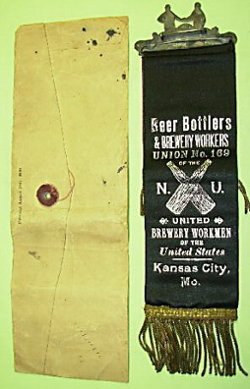 Beer Bottlers
& BREWERY WORKERS
UNION No. 169
OF THE
N. U.
UNITED
BREWERY WORKMEN
OF THE
United States
Kansas City,
Mo.